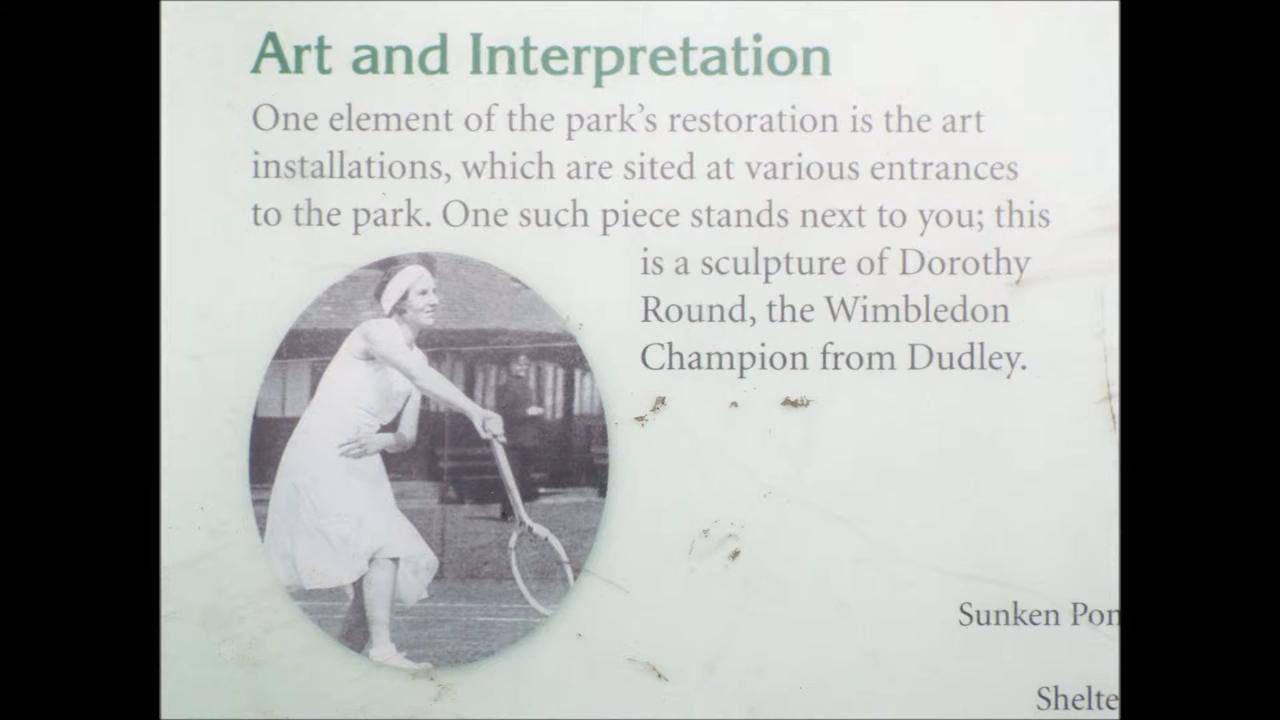 Art and Interpretation
One element of the park's restoration is the art
installations, which are sited at various entrances
to the park. One such piece stands next to you; this
is a sculpture of Dorothy
Round, the Wimbledon
Champion from Dudley.
Sunken Pon
Shelte